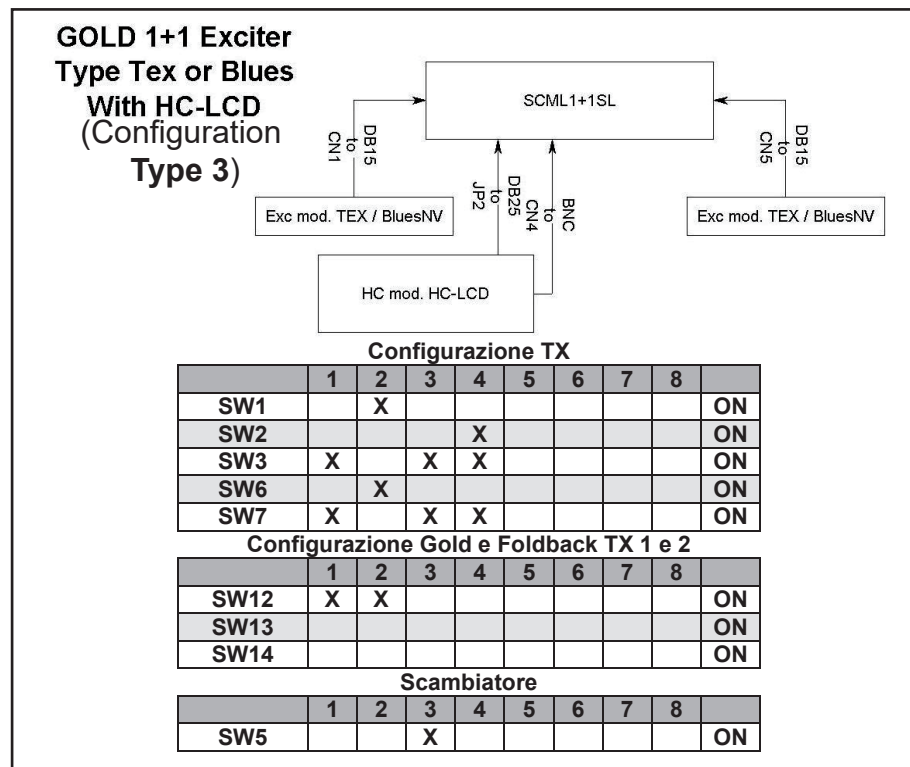 GOLD 1+1 Exciter
Type Tex or Blues
With HC-LCD
(Configuration
Type 3)
SCML1+1SL
DB15
to
CN1
DB25
to
JP2
BNC
to
CN4
DB15
to
CN5
Exc mod. TEX / BluesNV
Exc mod. TEX / BluesNV
HC mod. HC-LCD
Configurazione TX
1 2 3 4 5 6 7 8
SW1 X ON
SW2 X ON
SW3 X X X ON
SW6 X ON
SW7 X X X ON
Configurazione Gold e Foldback TX 1 e 2
1 2 3 4 5 6 7 8
SW12 X X ON
SW13 ON
SW14 ON
Scambiatore
1 2 3 4 5 6 7 8
SW5 X ON